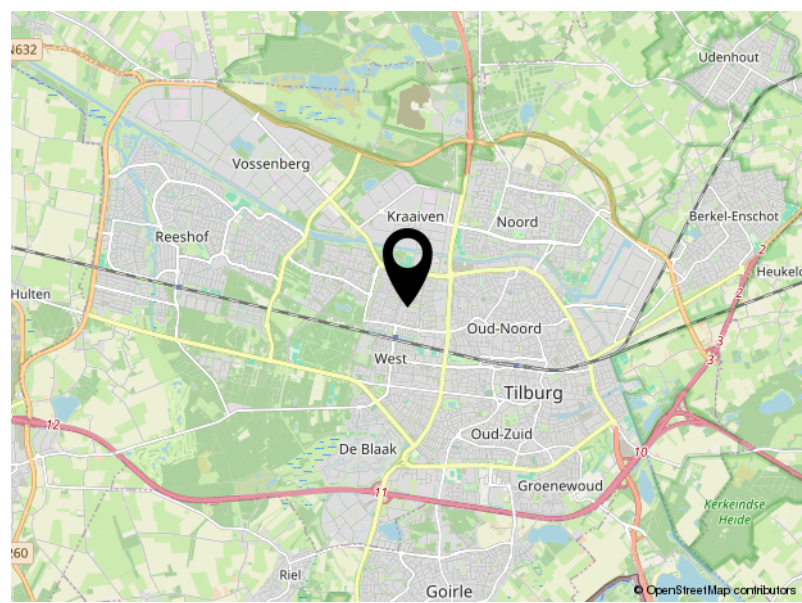 N632
Udenhout
Vossenberg
Kraaiven
Noord
Berkel-Enschot
Reeshof
2
Hulten
2
3
Oud-Noord
West
3
Tilburg
12
Oud-Zuid
De Blaak
10
11
Groenewoud
Kerkeindse
Heide
260
Riel
Goirle
© OpenStreetMap contributors